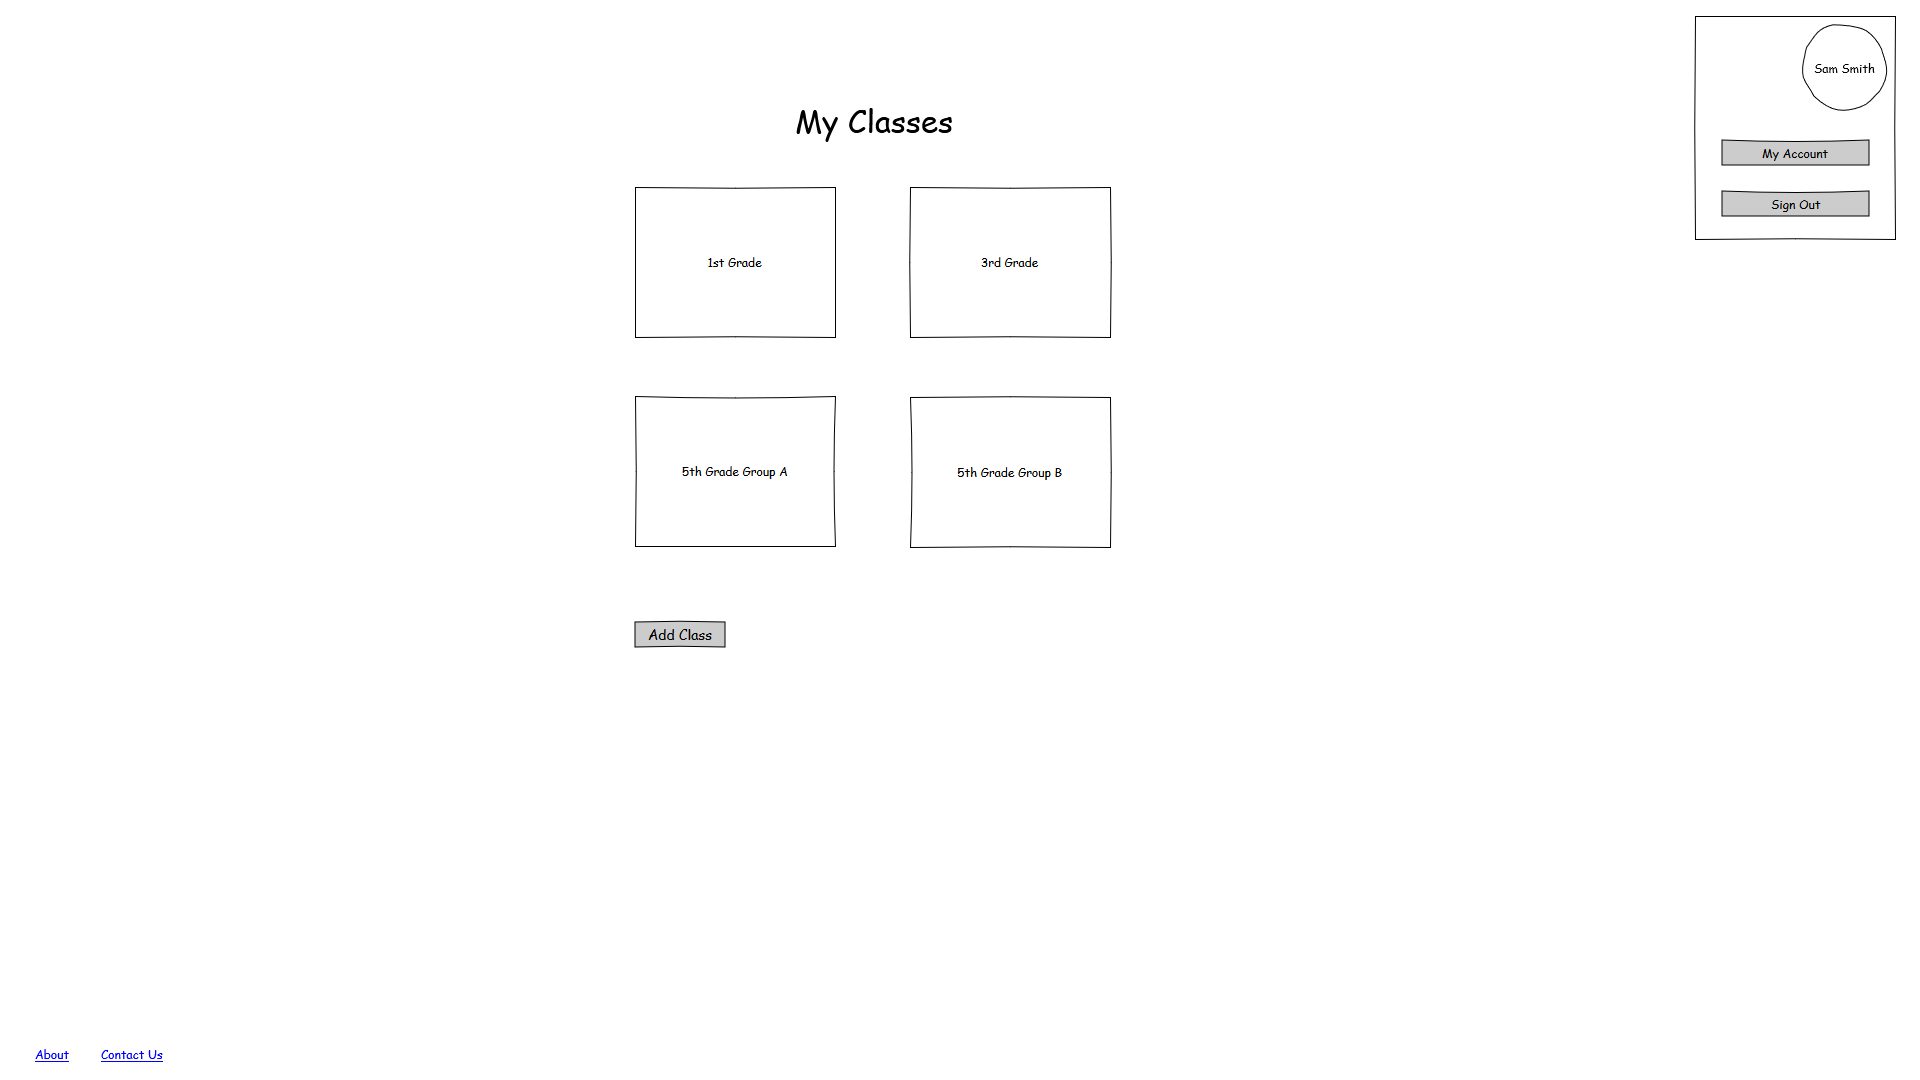 Sam Smith
My Classes
My Account
Sign Out
1st Grade
3rd Grade
5th Grade Group A
5th Grade Group B
Add Class
About
Contact Us